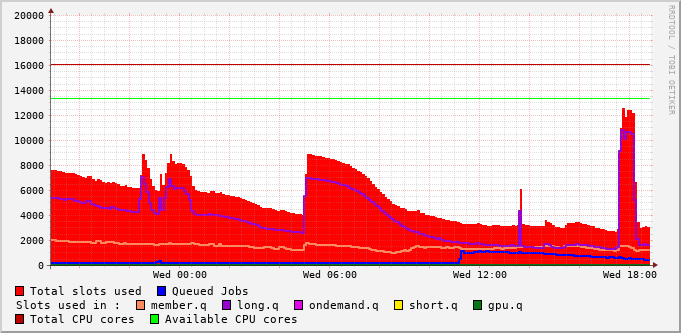 RRDTOOL / TOBI OETIKER
20000
18000
16000
14000
12000
10000
8000
6000
4000
2000
0
Wed 00:00 Wed 06:00 Wed 12:00 Wed 18:00
Total slots used Queued Jobs
Slots used in : member.q long.q ondemand.q short.q gpu.q
Total CPU cores Available CPU cores